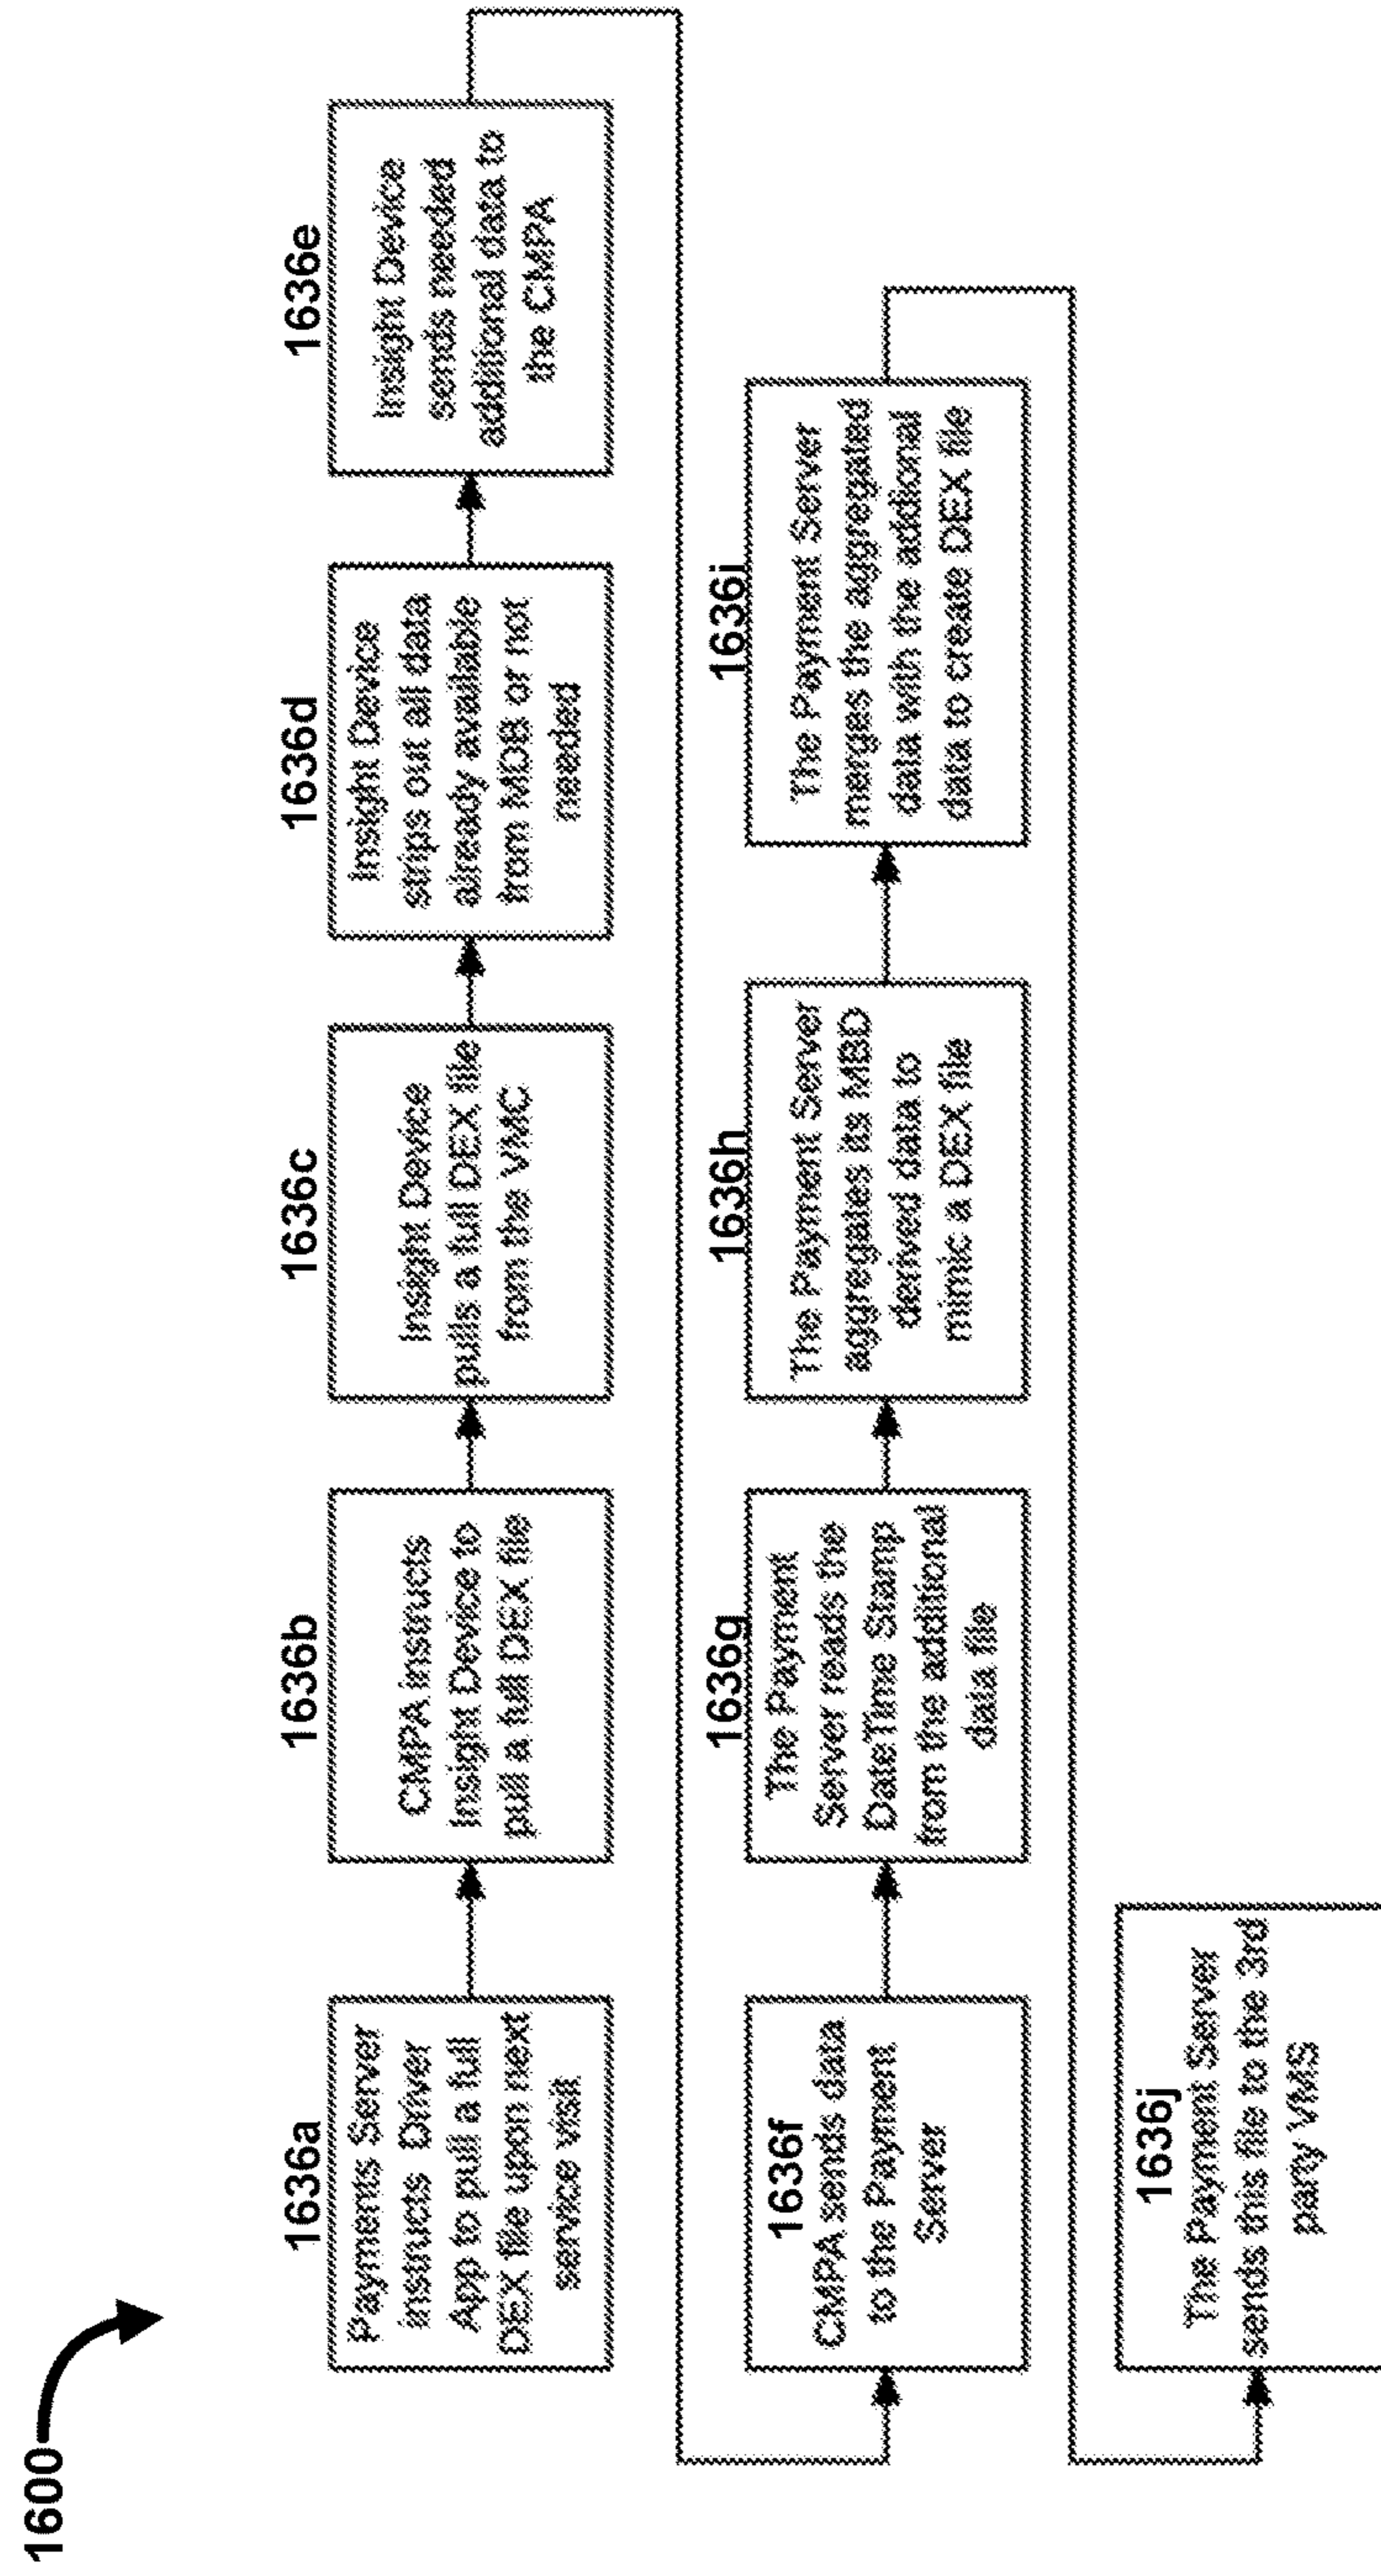 1600
1636a
Payments Server
instructs Driver
App to pull a full
DEX file upon next
service visit
1636b
CMPA instructs
Insight Device to
pull a full DEX file
1636c
Insight Device
pulls a full DEX file
from the VMC
1636d
Insight Device
strips out all data
already available
from MDB or not
needed
1636e
Insight Device
sends needed
additional data to
the CMPA
1636f
CMPA sends data
to the Payment
Server
1636g
The Payment
Server reads the
DateTime Stamp
from the additional
data file
1636h
The Payment Server
aggregates its MBD
derived data to
mimic a DEX file
1636i
The Payment Server
merges the aggregated
data with the addional
data to create DEX file
1636j
The Payment Server
sends this file to the 3rd
party VMS